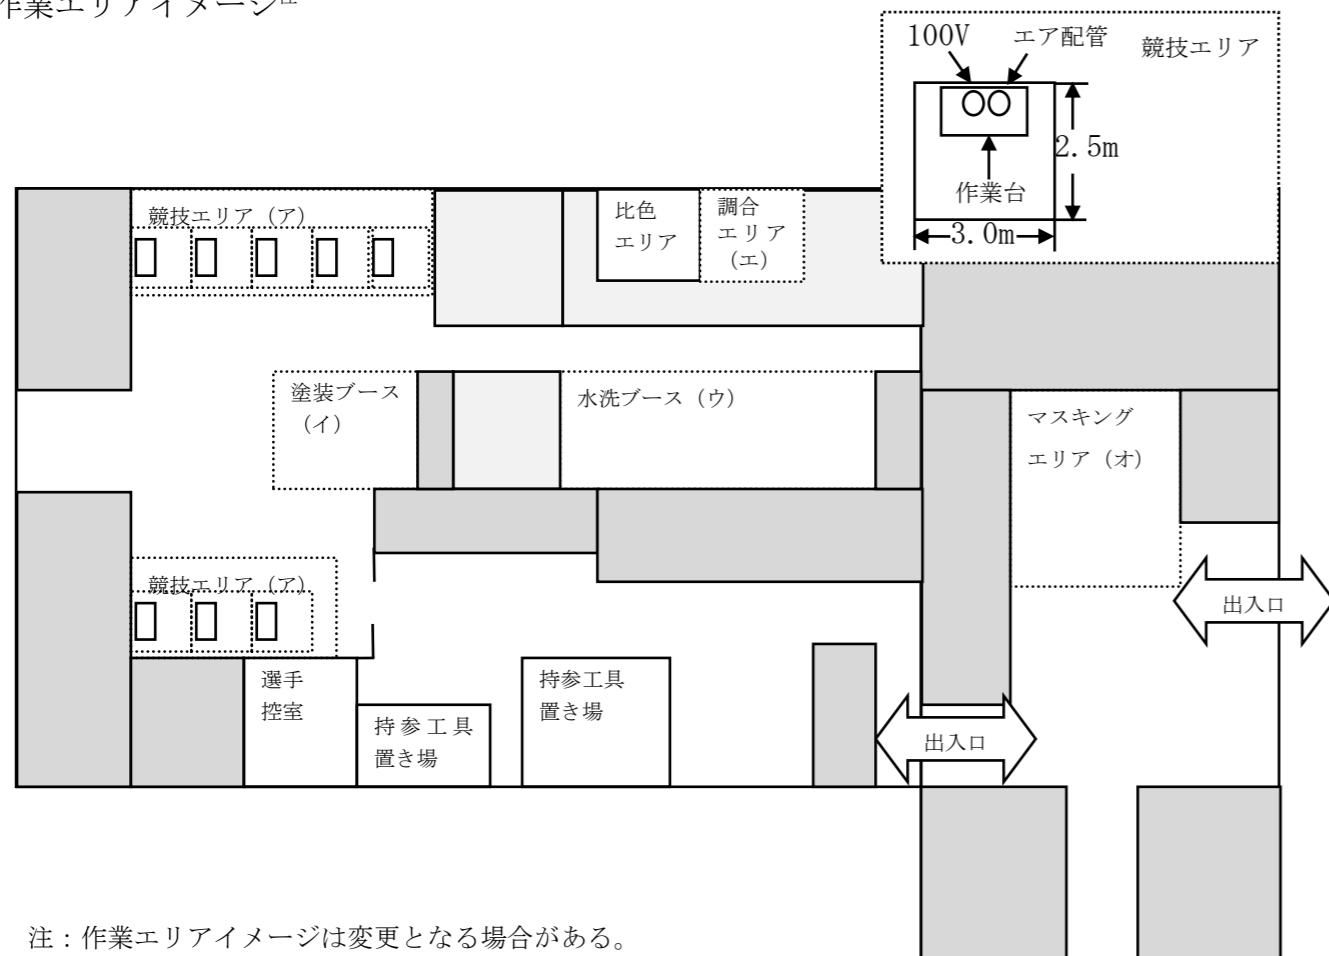 作業エリアイメージ注
100V
エア配管
競技エリア
2.5m
作業台
3.0m
競技エリア（ア）
比色
エリア
調合
エリア
（エ）
塗装ブース
（イ）
水洗ブース（ウ）
マスキング
エリア（オ）
競技エリア（ア）
出入口
選手
控室
持参工具
置き場
持参工具
置き場
出入口
注：作業エリアイメージは変更となる場合がある。